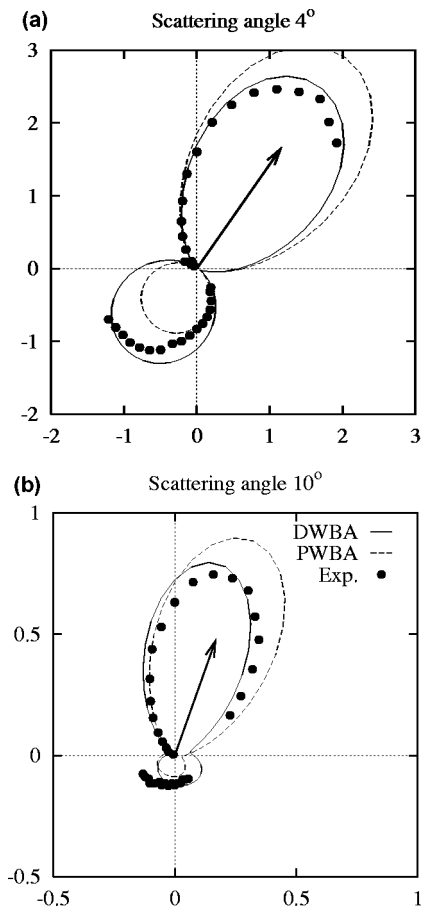 (a) Scattering angle 4°
3
2
1
0
-1
-2
-2 -1 0 1 2 3
(b) Scattering angle 10°
1
DWBA
PWBA
Exp.
0.5
0
-0.5
-0.5 0 0.5 1